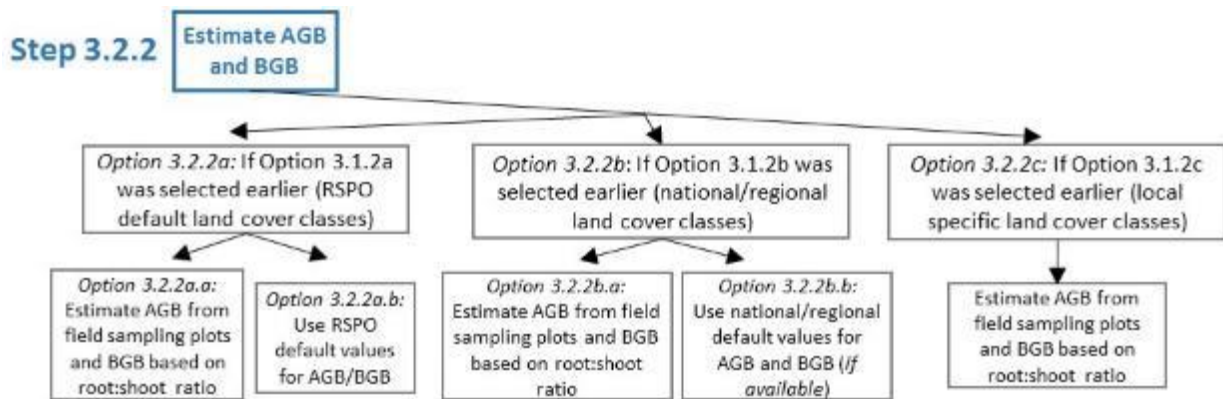 Step 3.2.2
Estimate AGB
and BGB
Option 3.2.2a: If Option 3.1.2a
was selected earlier (RSPO
default land cover classes)
Option 3.2.2b: If Option 3.1.2b was
selected earlier (national/regional
land cover classes)
Option 3.2.2c: If Option 3.1.2c
was selected earlier (local
specific land cover classes)
Option 3.2.2a.a:
Estimate AGB from
field sampling plots
and BGB based on
root:shoot ratio
Option 3.2.2a.b:
Use RSPO
default values
for AGB/BGB
Option 3.2.2b.a:
Estimate AGB from field
sampling plots and BGB
based on root:shoot
ratio
Option 3.2.2b.b:
Use national/regional
default values for
AGB and BGB (If
available)
Estimate AGB from
field sampling plots
and BGB based on
root:shoot ratio